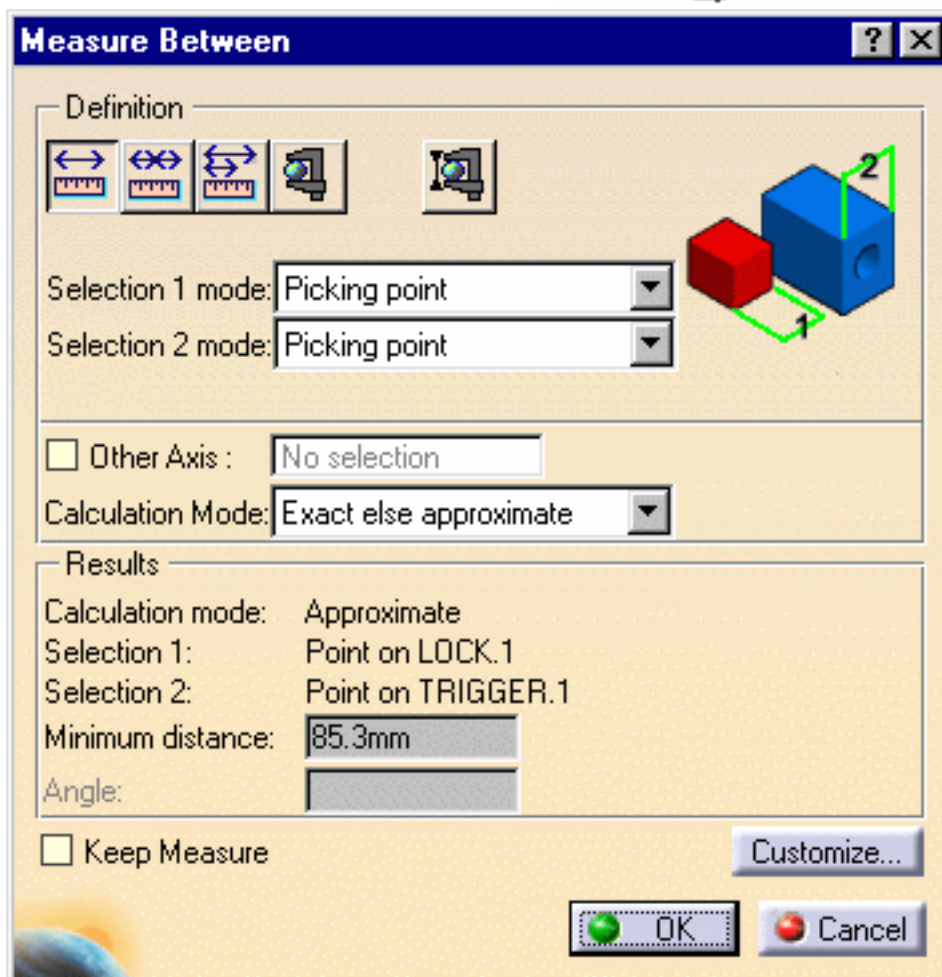 Measure Between
Definition
2
1
Selection 1 mode: Picking point
Selection 2 mode: Picking point
Other Axis : No selection
Calculation Mode: Exact else approximate
Results
Calculation mode: Approximate
Selection 1: Point on LOCK.1
Selection 2: Point on TRIGGER.1
Minimum distance: 85.3mm
Angle:
Keep Measure
Customize...
OK Cancel